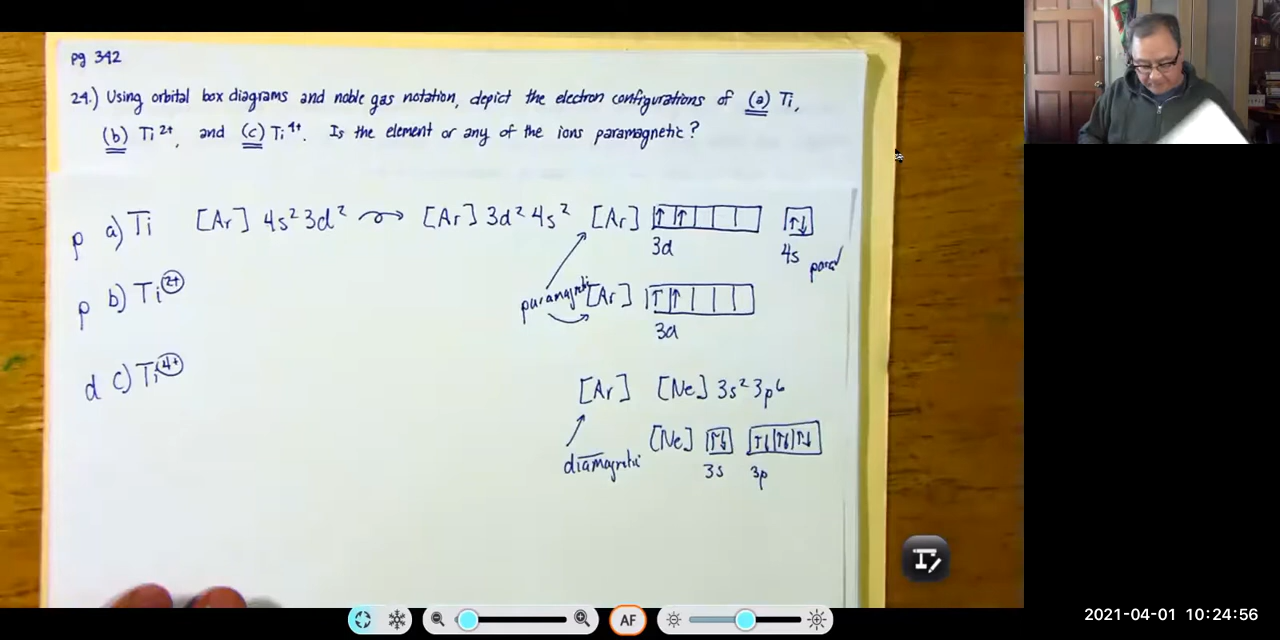 pg 342
29.) Using orbital box diagrams and noble gas notation, depict the electron configurations of (a) Ti,
(b) Ti²⁺, and (c) Ti⁴⁺. Is the element or any of the ions paramagnetic?
p a) Ti [Ar] 4s² 3d² [Ar] 3d² 4s² [Ar] ↑ ↑ ↑↓
3d 4s
para
p b) Ti²⁺ paramagnetic [Ar] ↑ ↑
3d
d c) Ti⁴⁺ [Ar] [Ne] 3s² 3p⁶
[Ne] ↑↓ ↑↓ ↑↓ ↑↓
diamagnetic 3s 3p
AF
2021-04-01 10:24:56